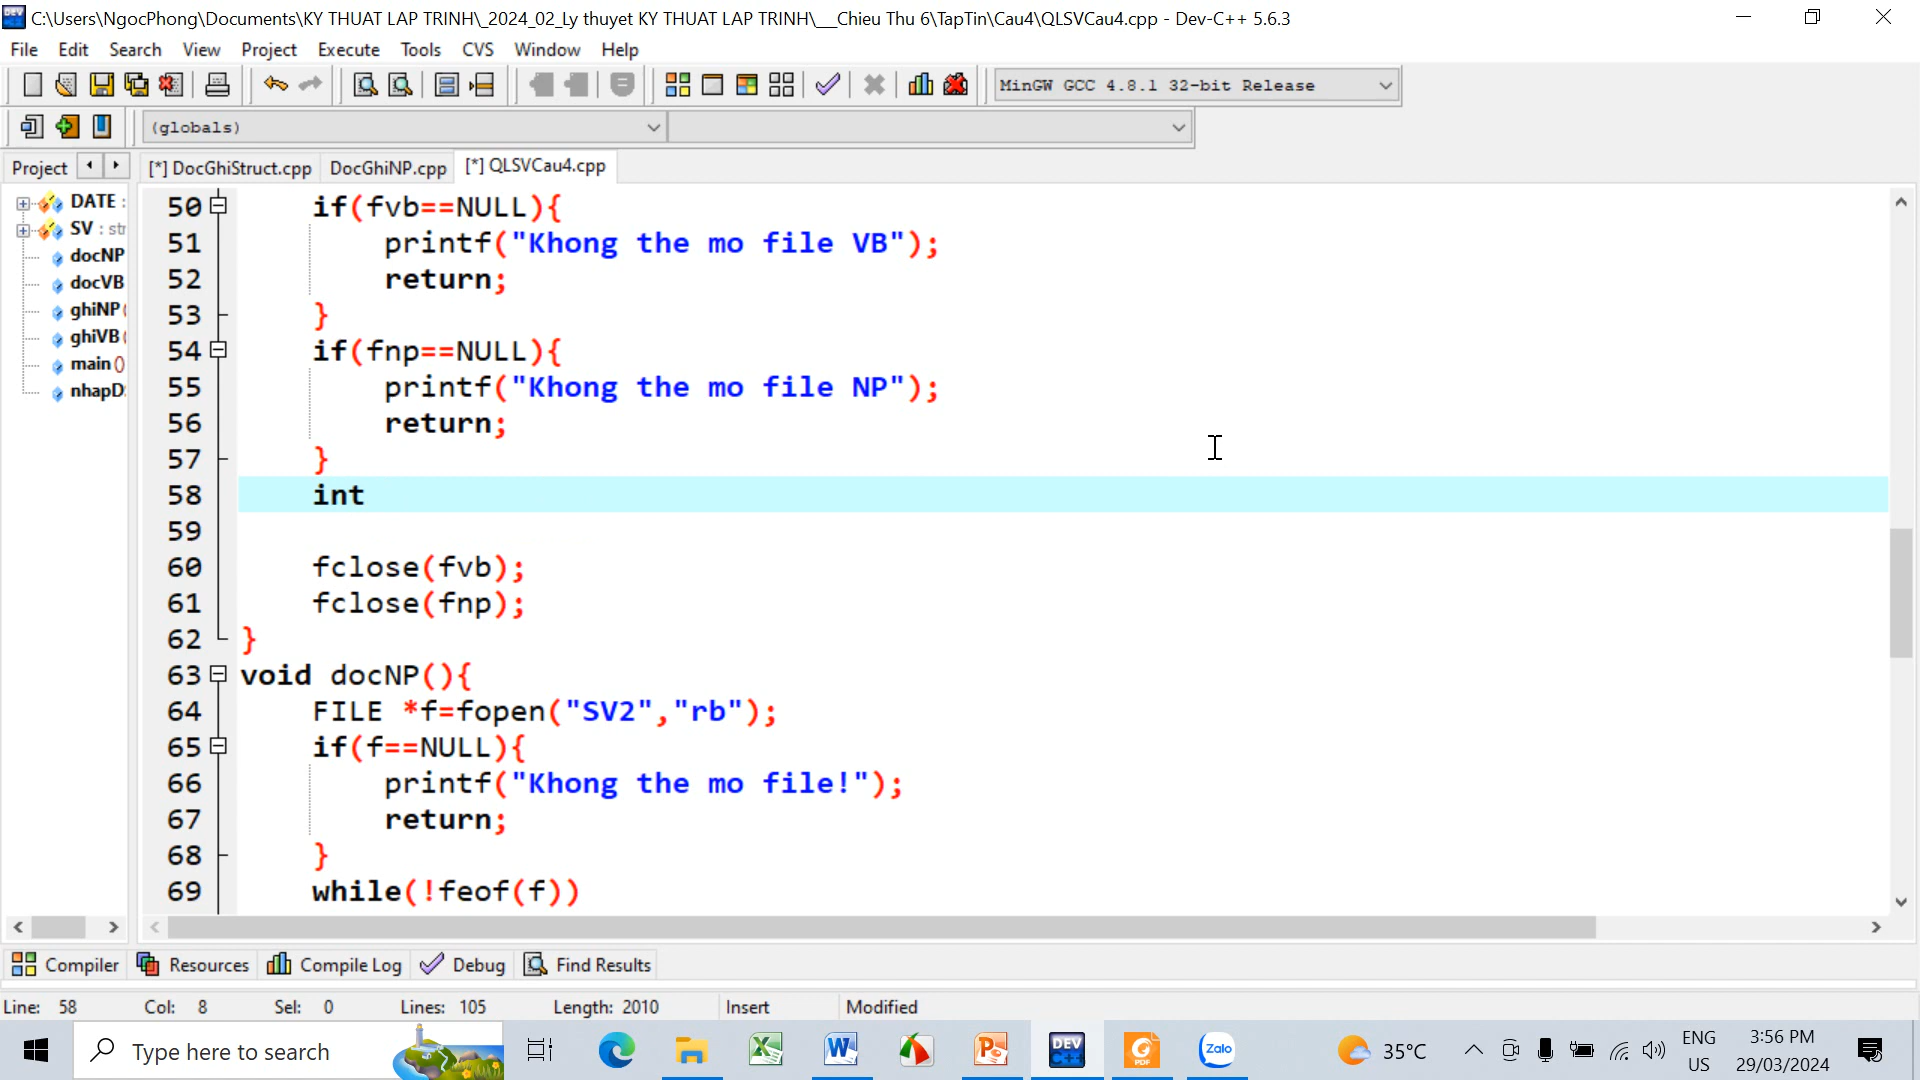 C:\Users\NgocPhong\Documents\KY THUAT LAP TRINH\_2024_02_Ly thuyet KY THUAT LAP TRINH\__Chieu Thu 6\TapTin\Cau4\QLSVCau4.cpp - Dev-C++ 5.6.3
File Edit Search View Project Execute Tools CVS Window Help
MinGW GCC 4.8.1 32-bit Release
(globals)
Project [*] DocGhiStruct.cpp DocGhiNP.cpp [*] QLSVCau4.cpp
DATE :
SV : str
docNP
docVB
ghiNP(
ghiVB(
main ()
nhapD
50 if(fvb==NULL){
51 printf("Khong the mo file VB");
52 return;
53 }
54 if(fnp==NULL){
55 printf("Khong the mo file NP");
56 return;
57 }
58 int
59
60 fclose(fvb);
61 fclose(fnp);
62 }
63 void docNP(){
64 FILE *f=fopen("SV2","rb");
65 if(f==NULL){
66 printf("Khong the mo file!");
67 return;
68 }
69 while(!feof(f))
Compiler Resources Compile Log Debug Find Results
Line: 58 Col: 8 Sel: 0 Lines: 105 Length: 2010 Insert Modified
Type here to search
DEV C++
PDF
Zalo
35°C
ENG
US
3:56 PM
29/03/2024